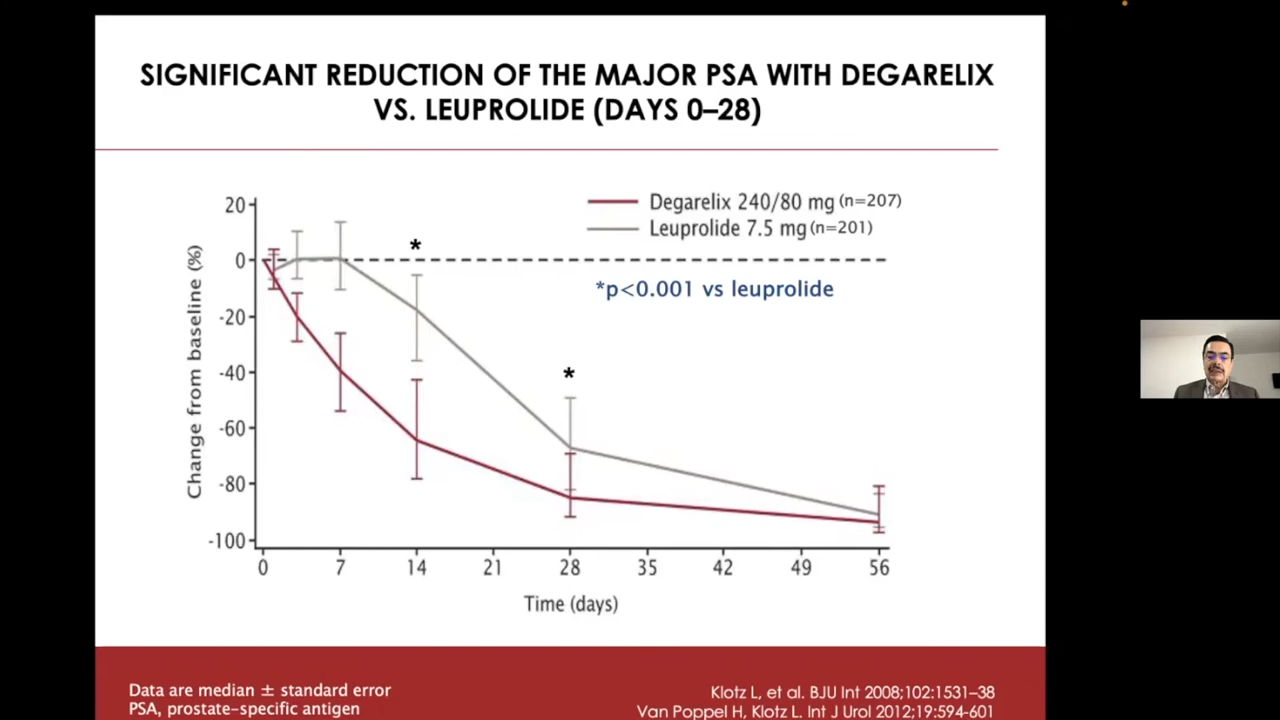 SIGNIFICANT REDUCTION OF THE MAJOR PSA WITH DEGARELIX
VS. LEUPROLIDE (DAYS 0–28)
Degarelix 240/80 mg (n=207)
Leuprolide 7.5 mg (n=201)
*
*p<0.001 vs leuprolide
*
Change from baseline (%)
20
0
-20
-40
-60
-80
-100
0 7 14 21 28 35 42 49 56
Time (days)
Data are median ± standard error
PSA, prostate-specific antigen
Klotz L, et al. BJU Int 2008;102:1531–38
Van Poppel H, Klotz L. Int J Urol 2012;19:594-601